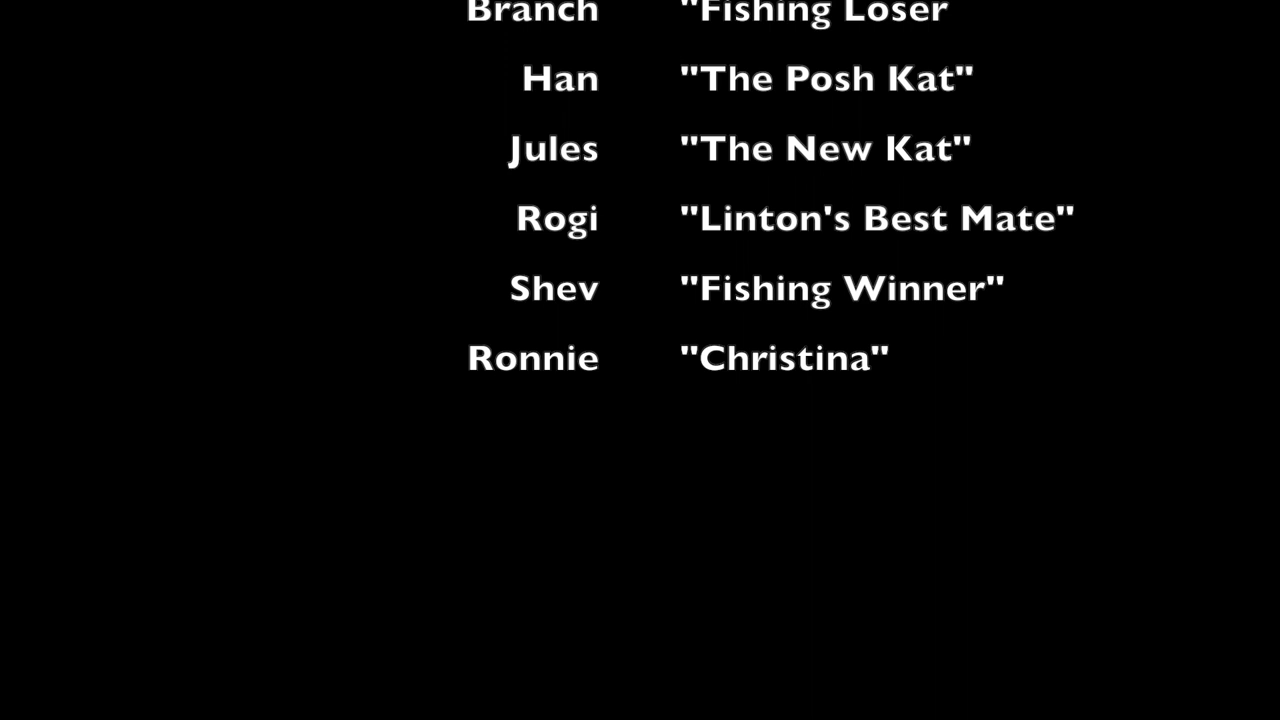 Branch "Fishing Loser
Han "The Posh Kat"
Jules "The New Kat"
Rogi "Linton's Best Mate"
Shev "Fishing Winner"
Ronnie "Christina"